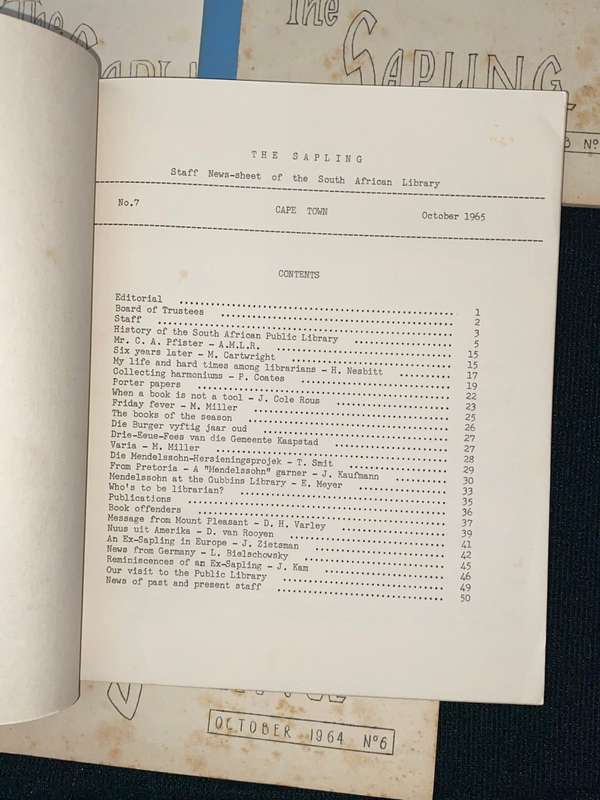 The
SAPLING
Nº
THE SAPLING
Staff News-sheet of the South African Library
No.7 CAPE TOWN October 1965
CONTENTS
Editorial .......... 1
Board of Trustees .......... 2
Staff .......... 3
History of the South African Public Library .......... 5
Mr. C. A. Pfister - A.M.L.R. .......... 15
Six years later - M. Cartwright .......... 15
My life and hard times among librarians - H. Nesbitt .......... 17
Collecting harmoniums - P. Coates .......... 19
Porter papers .......... 22
When a book is not a tool - J. Cole Rous .......... 23
Friday fever - M. Miller .......... 25
The books of the season .......... 26
Die Burger vyftig jaar oud .......... 27
Drie-Eeue-Fees van die Gemeente Kaapstad .......... 27
Varia - M. Miller .......... 28
Die Mendelssohn-Hersieningsprojek - T. Smit .......... 29
From Pretoria - A "Mendelssohn" garner - J. Kaufmann .......... 30
Mendelssohn at the Gubbins Library - E. Meyer .......... 33
Who's to be librarian? .......... 35
Publications .......... 36
Book offenders .......... 37
Message from Mount Pleasant - D. H. Varley .......... 39
Nuus uit Amerika - D. van Rooyen .......... 41
An Ex-Sapling in Europe - J. Zietsman .......... 42
News from Germany - L. Bielschowsky .......... 45
Reminiscences of an Ex-Sapling - J. Kam .......... 46
Our visit to the Public Library .......... 49
News of past and present staff .......... 50
OCTOBER 1964 Nº6